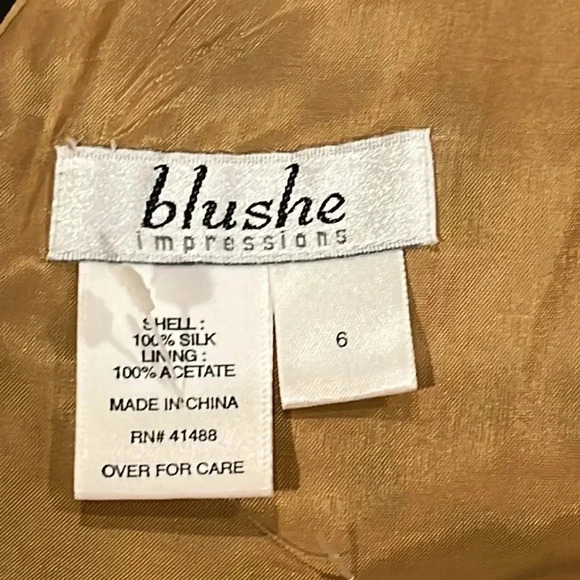 blushe
impressions
SHELL:
100% SILK
LINING:
100% ACETATE
MADE IN CHINA
RN# 41488
OVER FOR CARE
6